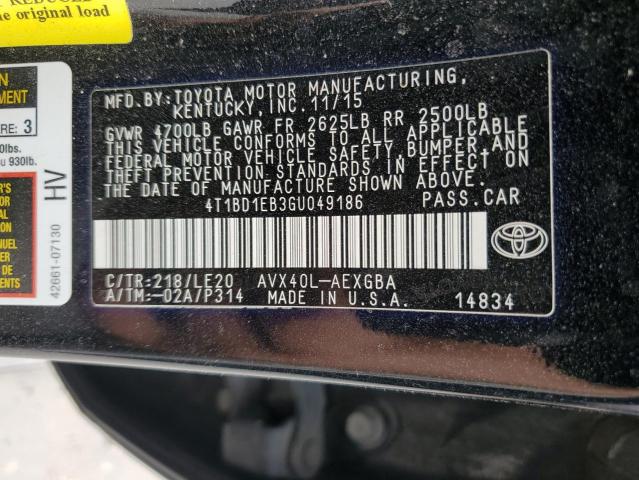 REDUCED
e original load
N
EMENT
ERE: 3
0lbs.
u 930lb.
HV
42661-07130
MFD. BY: TOYOTA MOTOR MANUFACTURING,
KENTUCKY, INC. 11/15
GVWR 4700LB GAWR FR 2625LB RR 2500LB
THIS VEHICLE CONFORMS TO ALL APPLICABLE
FEDERAL MOTOR VEHICLE SAFETY, BUMPER, AND
THEFT PREVENTION STANDARDS IN EFFECT ON
THE DATE OF MANUFACTURE SHOWN ABOVE.
4T1BD1EB3GU049186 PASS. CAR
C/TR: 218/LE20 AVX40L-AEXGBA
A/TM: -02A/P314 MADE IN U.S.A. 14834